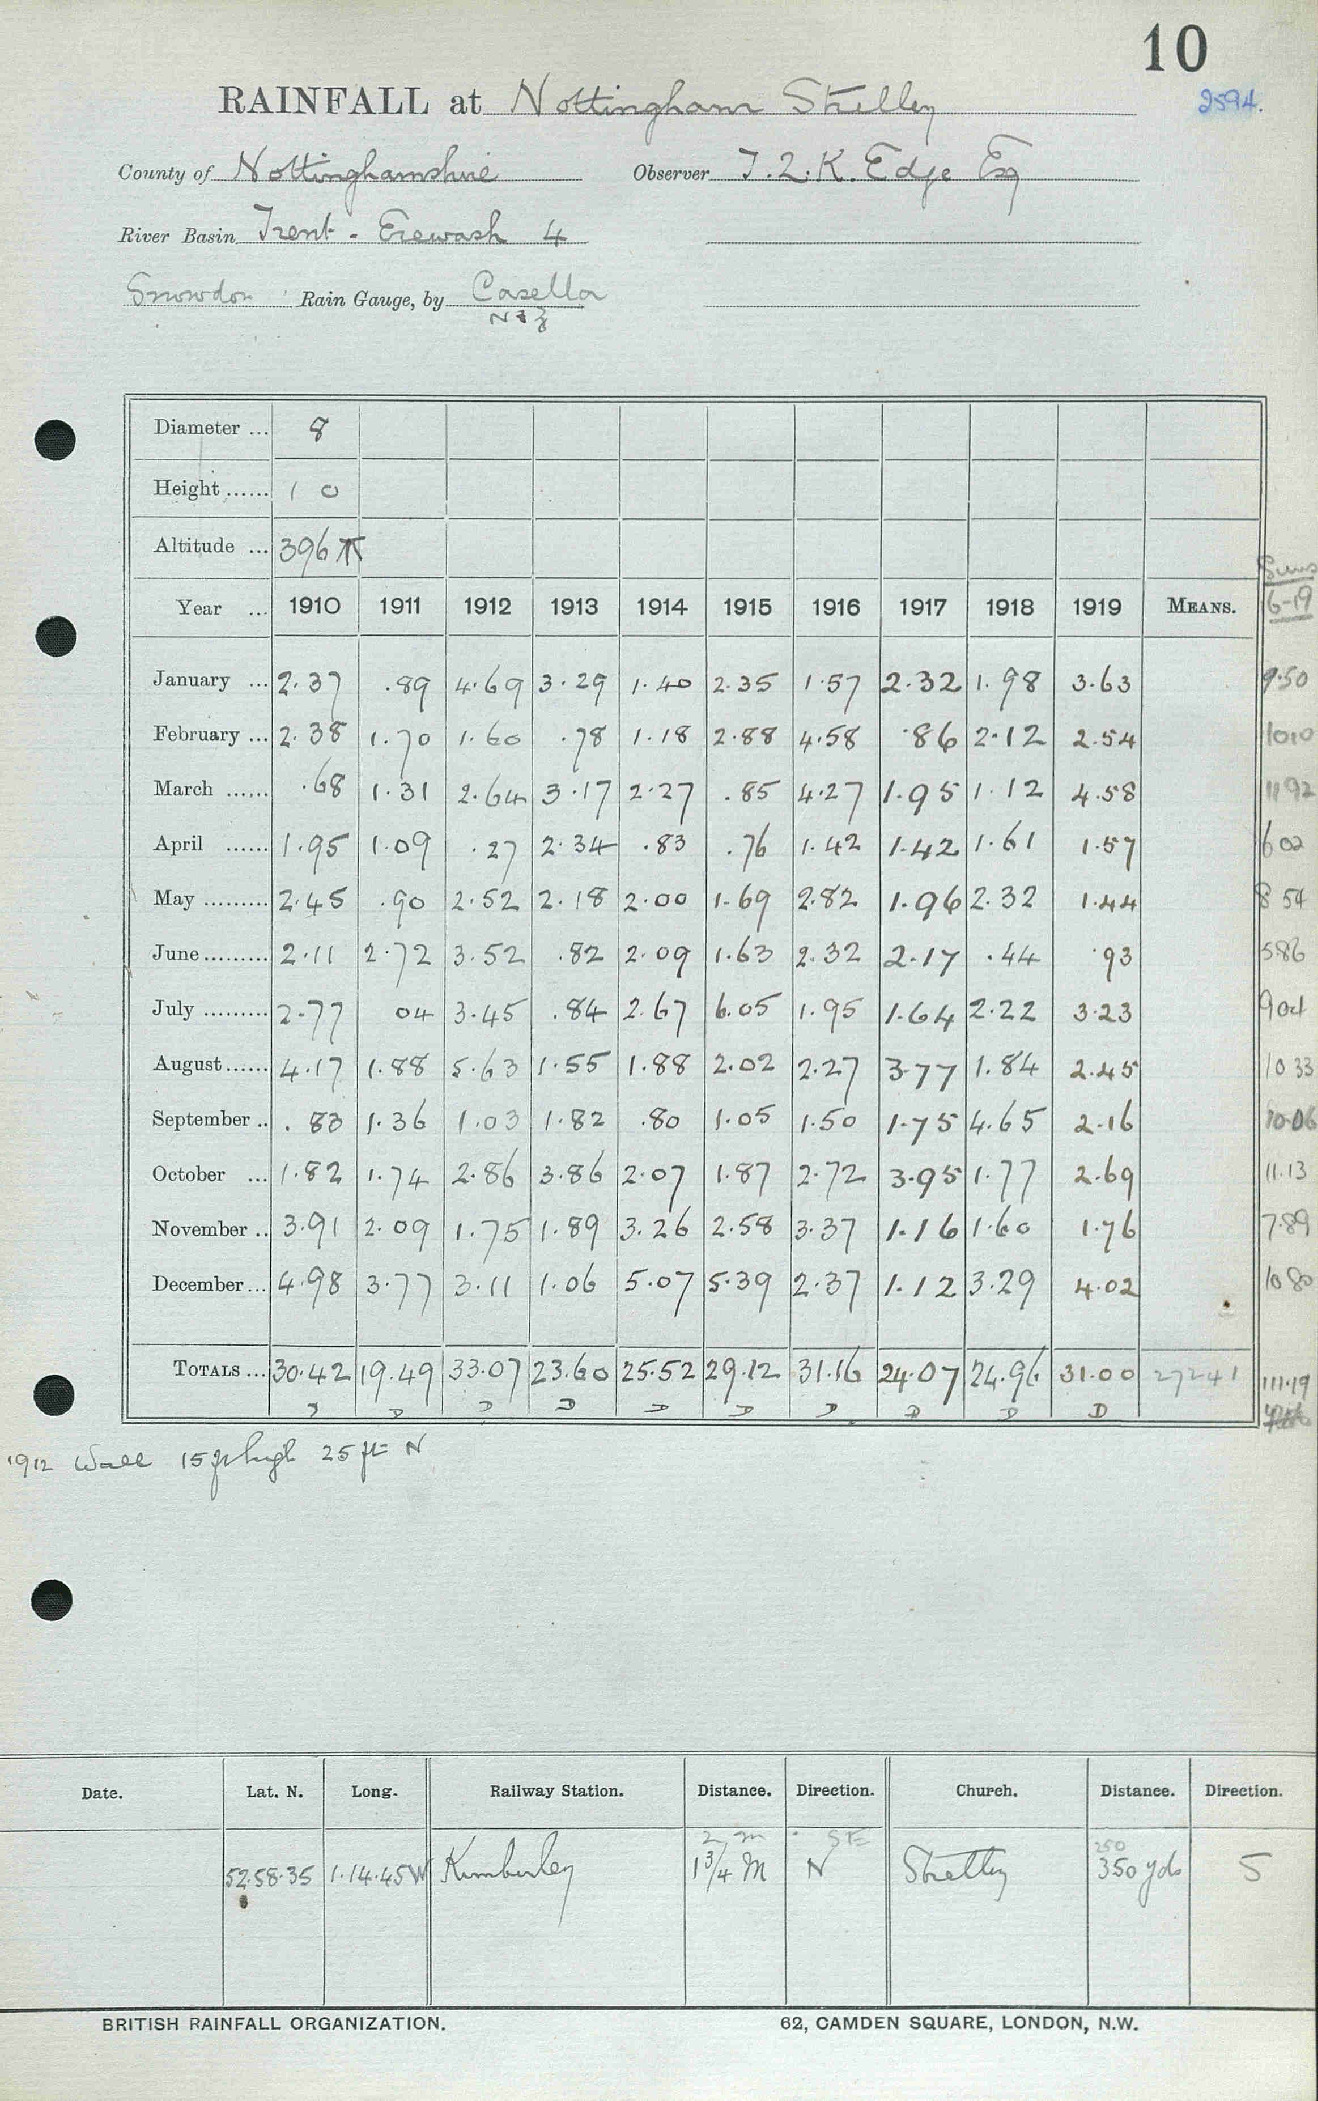 10
RAINFALL at Nottingham Strelley
2594.
County of Nottinghamshire Observer T.L.K. Edge Esq
River Basin Trent - Erewash 4
Snowdon Rain Gauge, by Casella
Diameter ... 8
Height ...... 1 0
Altitude ... 396
Sums
Year ... 1910 1911 1912 1913 1914 1915 1916 1917 1918 1919 MEANS. 16-19
January ... 2.37 .89 4.69 3.29 1.40 2.35 1.57 2.32 1.98 3.63 9.50
February ... 2.38 1.70 1.60 .78 1.18 2.88 4.58 .86 2.12 2.54 1010
March ...... .68 1.31 2.64 3.17 2.27 .85 4.27 1.95 1.12 4.58 1192
April ...... 1.95 1.09 .27 2.34 .83 .76 1.42 1.42 1.61 1.57 602
May ......... 2.45 .90 2.52 2.18 2.00 1.69 2.82 1.96 2.32 1.44 8 54
June ......... 2.11 2.72 3.52 .82 2.09 1.63 2.32 2.17 .44 .93 586
July ......... 2.77 04 3.45 .84 2.67 6.05 1.95 1.64 2.22 3.23 904
August ...... 4.17 1.88 5.63 1.55 1.88 2.02 2.27 3.77 1.84 2.45 10 33
September .. .83 1.36 1.03 1.82 .80 1.05 1.50 1.75 4.65 2.16 10.06
October ... 1.82 1.74 2.86 3.86 2.07 1.87 2.72 3.95 1.77 2.69 11.13
November .. 3.91 2.09 1.75 1.89 3.26 2.58 3.37 1.16 1.60 1.76 7.89
December ... 4.98 3.77 3.11 1.06 5.07 5.39 2.37 1.12 3.29 4.02 10 80
TOTALS ... 30.42 19.49 33.07 23.60 25.52 29.12 31.16 24.07 24.96 31.00 27241 111.19
D D D D D D D D D D
1912 Wall 15 ft high 25 ft N
Date. Lat. N. Long. Railway Station. Distance. Direction. Church. Distance. Direction.
2 m SE 250
52.58.35 1.14.45W Kimberley 1 3/4 M N Strelley 350 yds S
BRITISH RAINFALL ORGANIZATION. 62, CAMDEN SQUARE, LONDON, N.W.